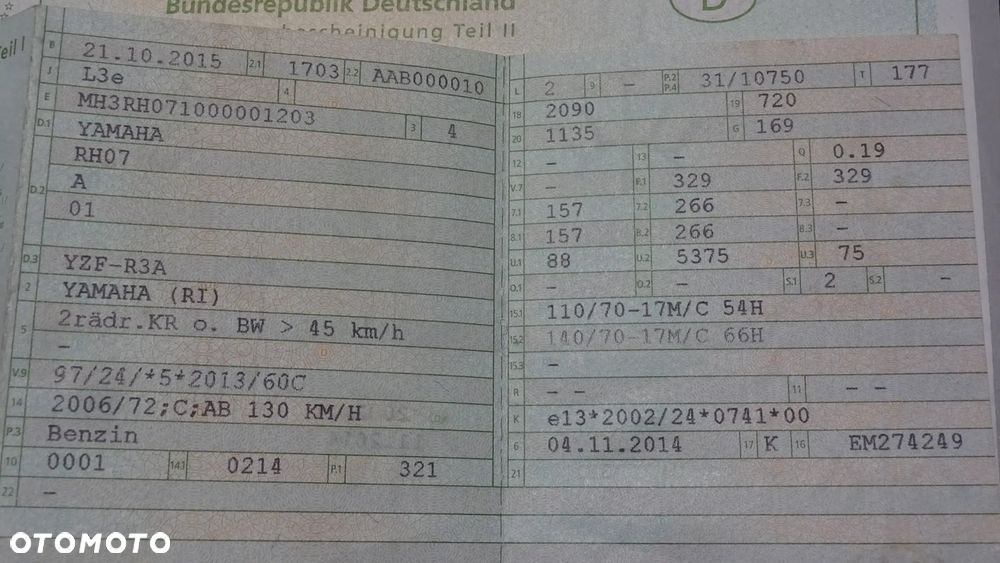 Bundesrepublik Deutschland
bescheinigung Teil II
Teil I
B 21.10.2015 2.1 1703 2.2 AAB000010
J L3e 4
E MH3RH071000001203 3 4
D.1 YAMAHA
RH07
D.2 A
01
D.3 YZF-R3A
2 YAMAHA (RI)
5 2rädr.KR o. BW > 45 km/h
–
V.9 97/24/*5*2013/60C
14 2006/72;C;AB 130 KM/H
P.3 Benzin
10 0001 14.1 0214 P.1 321
22 –
L 2 9 – P.2 P.4 31/10750 T 177
18 2090 19 720
20 1135 G 169
12 – 13 – Q 0.19
V.7 – F.1 329 F.2 329
7.1 157 7.2 266 7.3 –
8.1 157 8.2 266 8.3 –
U.1 88 U.2 5375 U.3 75
O.1 – O.2 – S.1 2 S.2 –
15.1 110/70-17M/C 54H
15.2 140/70-17M/C 66H
15.3 –
R – – 11 – –
K e13*2002/24*0741*00
6 04.11.2014 17 K 16 EM274249
21
OTOMOTO